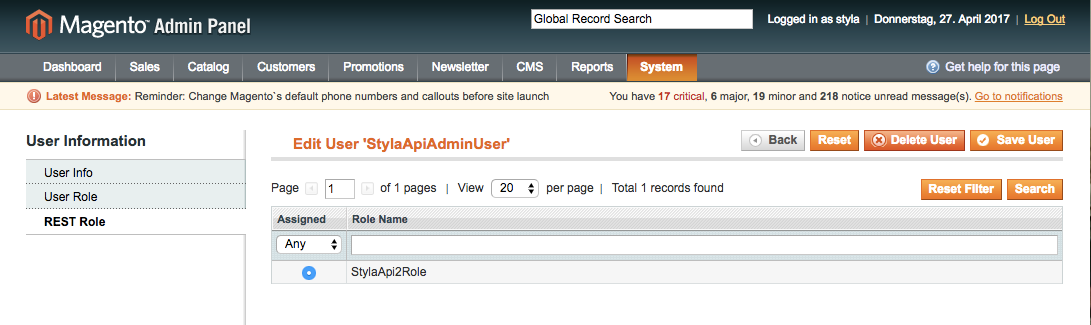 Magento™ Admin Panel
Global Record Search
Logged in as styla | Donnerstag, 27. April 2017 | Log Out
Dashboard Sales Catalog Customers Promotions Newsletter CMS Reports System Get help for this page
Latest Message: Reminder: Change Magento`s default phone numbers and callouts before site launch You have 17 critical, 6 major, 19 minor and 218 notice unread message(s). Go to notifications
User Information
User Info
User Role
REST Role
Edit User 'StylaApiAdminUser' Back Reset Delete User Save User
Page 1 of 1 pages | View 20 per page | Total 1 records found Reset Filter Search
Assigned Role Name
Any
StylaApi2Role